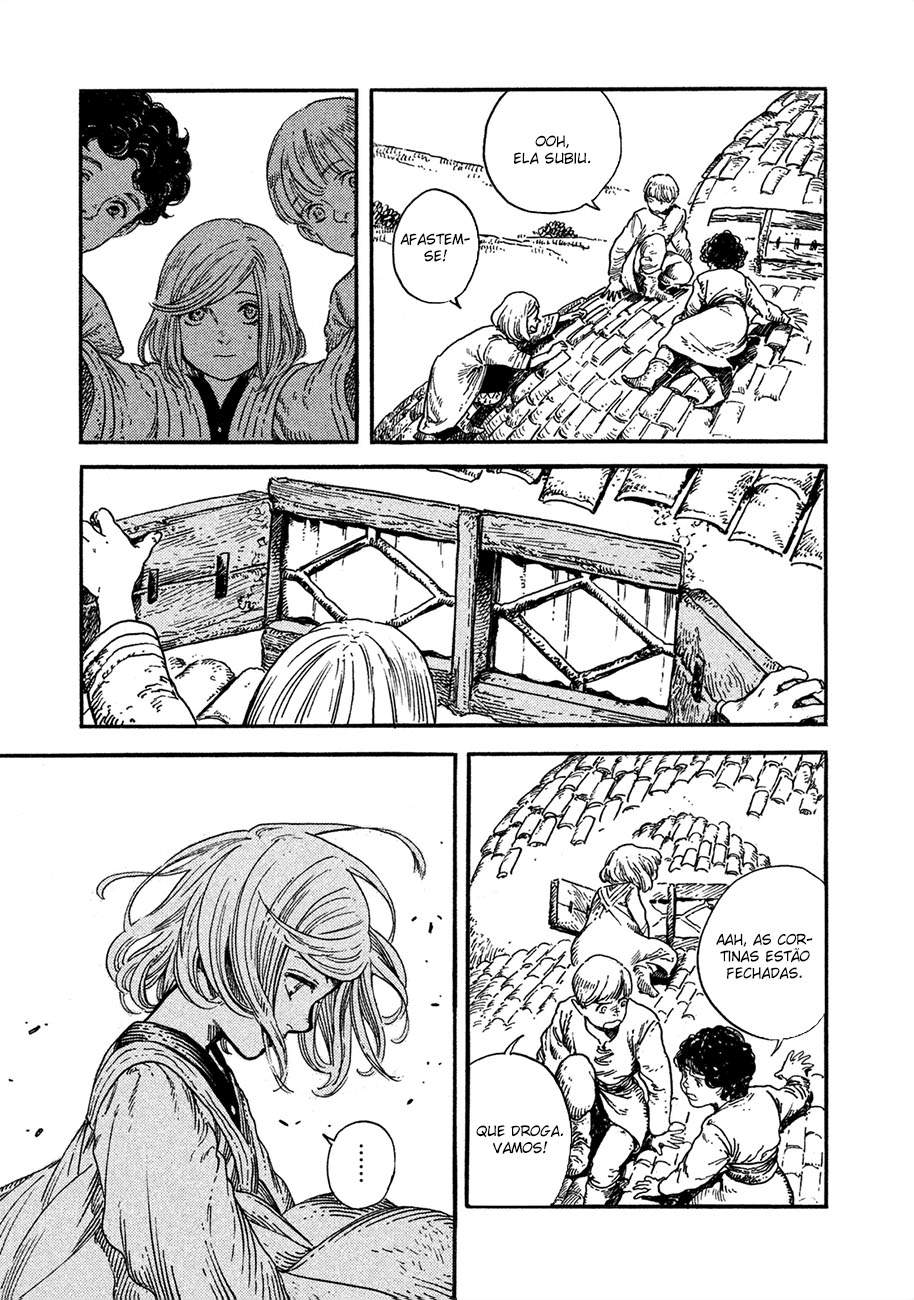 OOH,
ELA SUBIU.
AFASTEM-
SE!
AAH, AS COR-
TINAS ESTÃO
FECHADAS.
QUE DROGA.
VAMOS!
......